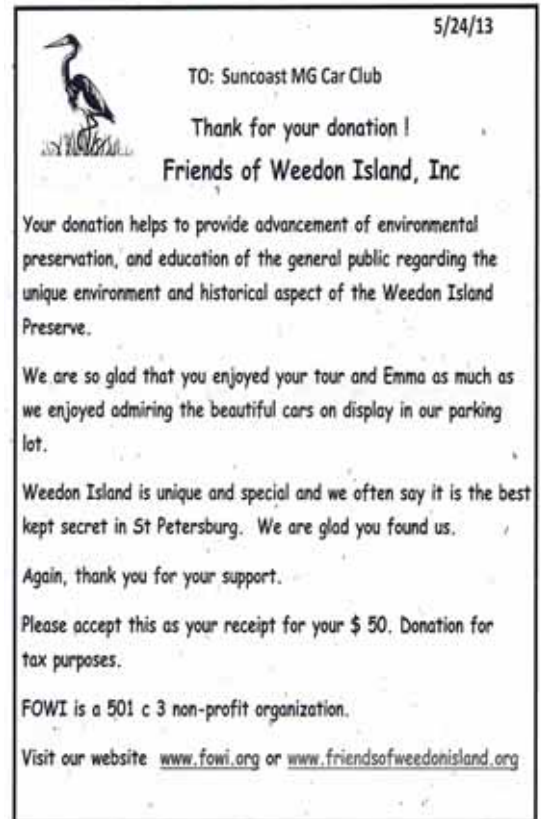 5/24/13
TO: Suncoast MG Car Club
Thank for your donation !
Friends of Weedon Island, Inc
Your donation helps to provide advancement of environmental
preservation, and education of the general public regarding the
unique environment and historical aspect of the Weedon Island
Preserve.
We are so glad that you enjoyed your tour and Emma as much as
we enjoyed admiring the beautiful cars on display in our parking
lot.
Weedon Island is unique and special and we often say it is the best
kept secret in St Petersburg. We are glad you found us.
Again, thank you for your support.
Please accept this as your receipt for your $ 50. Donation for
tax purposes.
FOWI is a 501 c 3 non-profit organization.
Visit our website www.fowi.org or www.friendsofweedonisland.org